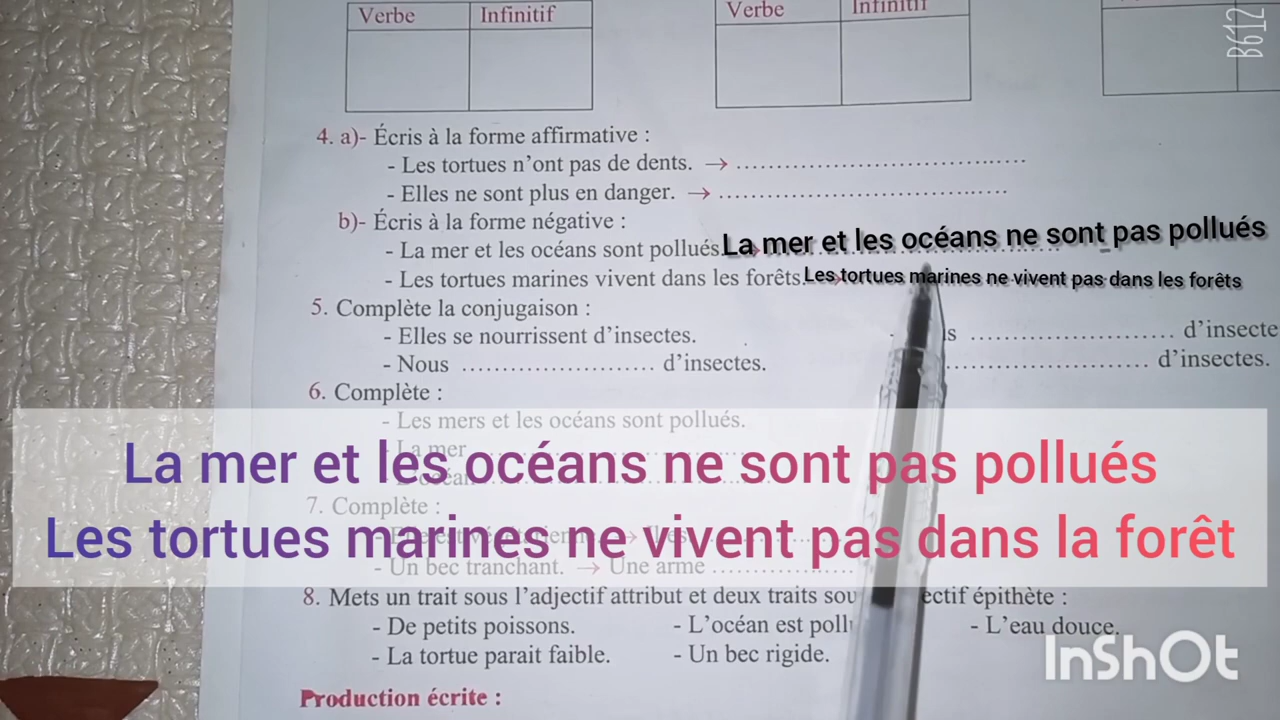 Verbe Infinitif Verbe Infinitif
B612
4. a)- Écris à la forme affirmative :
- Les tortues n'ont pas de dents. → ……………………………………
- Elles ne sont plus en danger. → ……………………………………
b)- Écris à la forme négative :
- La mer et les océans sont pollués. La mer et les océans ne sont pas pollués
- Les tortues marines vivent dans les forêts. Les tortues marines ne vivent pas dans les forêts
5. Complète la conjugaison :
- Elles se nourrissent d'insectes. - …………………… d'insecte
- Nous …………………… d'insectes. …………………… d'insectes.
6. Complète :
- Les mers et les océans sont pollués.
- La mer ……………………
La mer et les océans ne sont pas pollués
7. Complète :
Les tortues marines ne vivent pas dans la forêt
- Un bec tranchant. → Une arme ………………
8. Mets un trait sous l'adjectif attribut et deux traits épithète :
- De petits poissons. - L'océan est - L'eau douce.
- La tortue parait faible. - Un bec rigide.
InShOt
Production écrite :